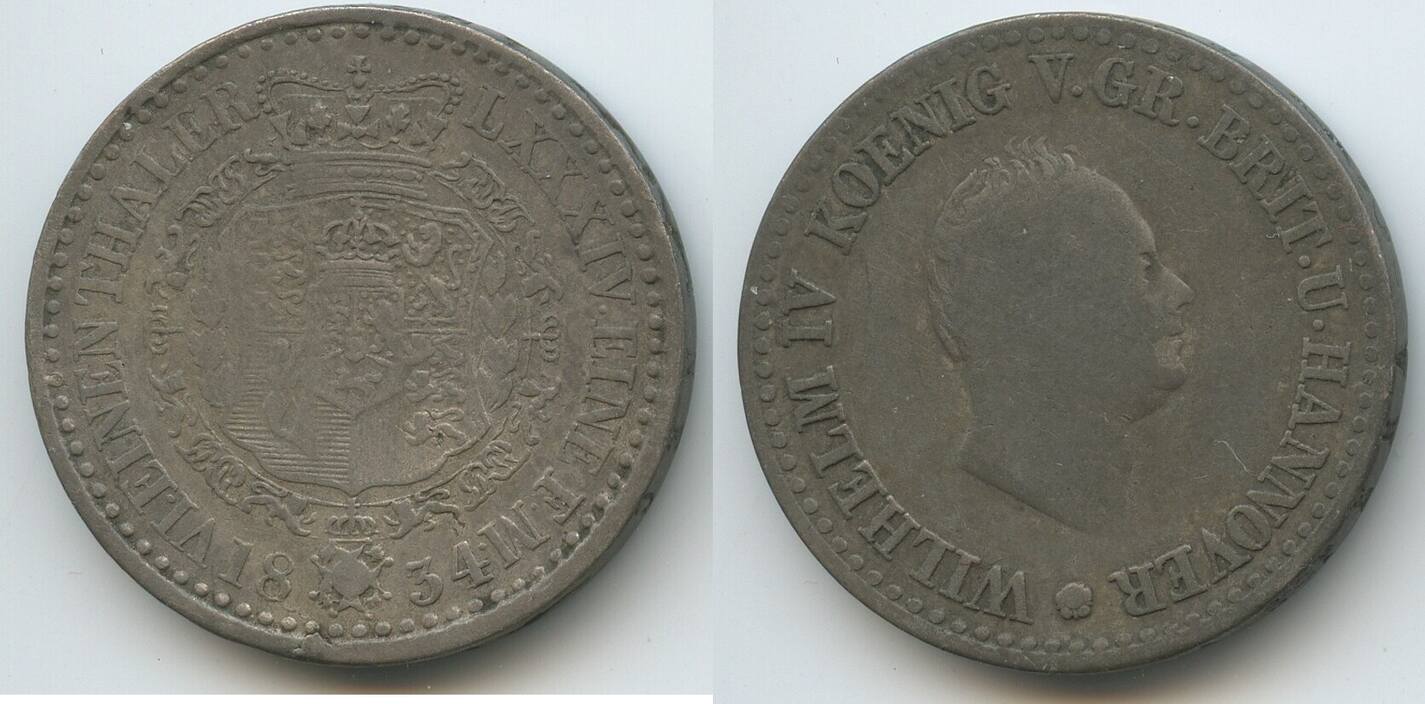 VI. EINEN THALER LXXXIV. EINE F. M.
1834
WILHELM IV KOENIG V. GR. BRIT. U. HANNOVER